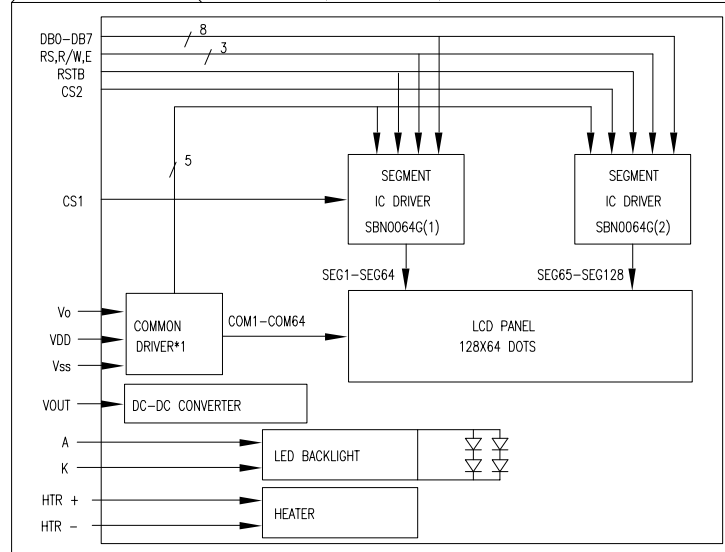 DB0-DB7
8
RS,R/W,E
3
RSTB
CS2
5
CS1
SEGMENT
IC DRIVER
SBN0064G(1)
SEGMENT
IC DRIVER
SBN0064G(2)
SEG1-SEG64
SEG65-SEG128
Vo
VDD
Vss
COMMON
DRIVER*1
COM1-COM64
LCD PANEL
128X64 DOTS
VOUT
DC-DC CONVERTER
A
K
LED BACKLIGHT
HTR +
HTR -
HEATER